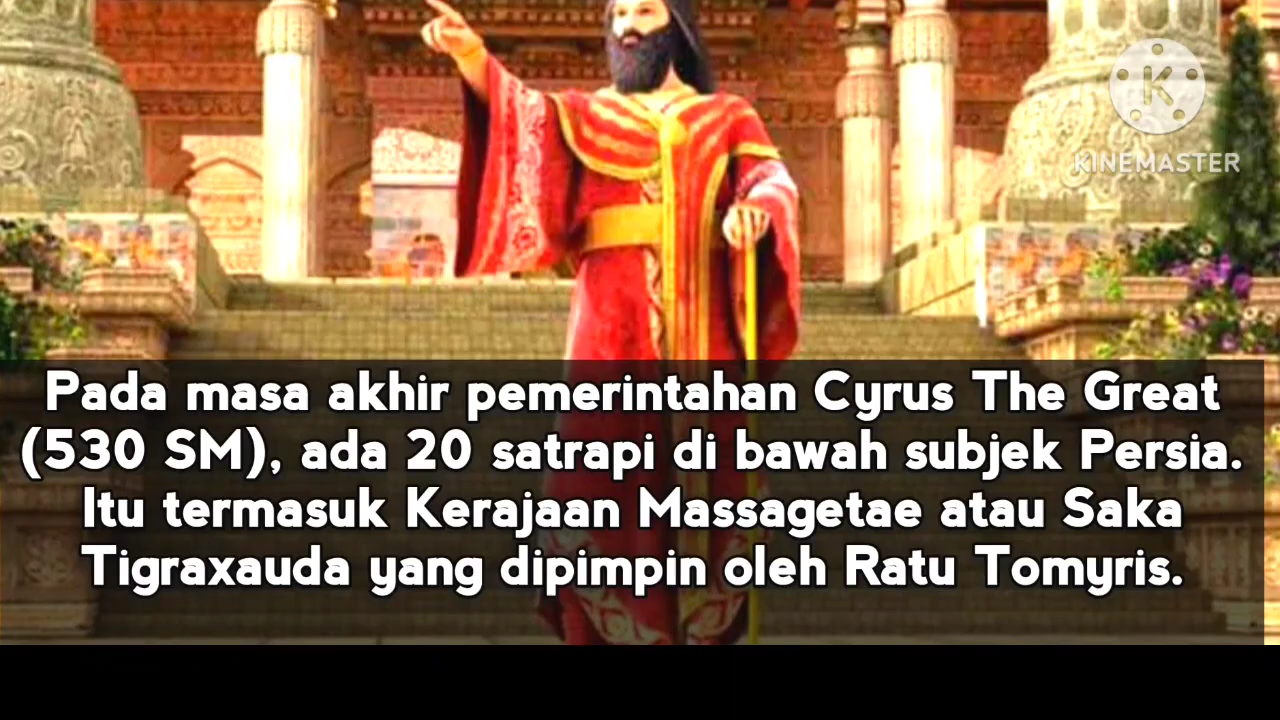 K
KINEMASTER
Pada masa akhir pemerintahan Cyrus The Great
(530 SM), ada 20 satrapi di bawah subjek Persia.
Itu termasuk Kerajaan Massagetae atau Saka
Tigraxauda yang dipimpin oleh Ratu Tomyris.